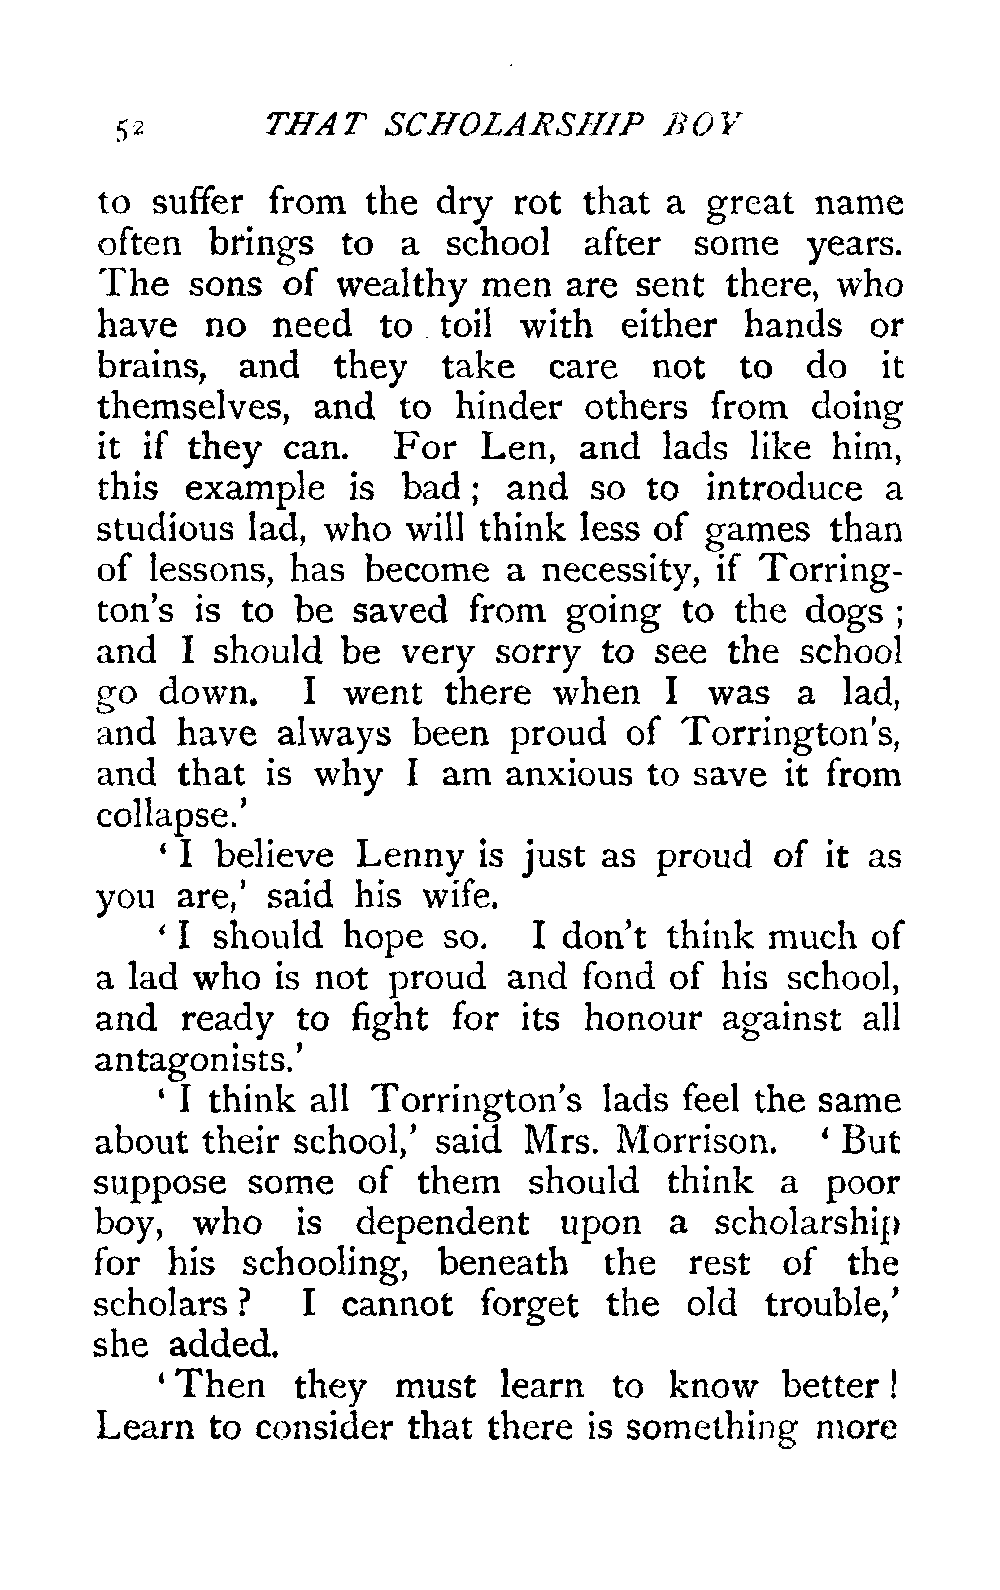 52 THAT SCHOLARSHIP BOY
to suffer from the dry rot that a great name
often brings to a school after some years.
The sons of wealthy men are sent there, who
have no need to toil with either hands or
brains, and they take care not to do it
themselves, and to hinder others from doing
it if they can. For Len, and lads like him,
this example is bad ; and so to introduce a
studious lad, who will think less of games than
of lessons, has become a necessity, if Torring-
ton's is to be saved from going to the dogs ;
and I should be very sorry to see the school
go down. I went there when I was a lad,
and have always been proud of Torrington's,
and that is why I am anxious to save it from
collapse.'
‘ I believe Lenny is just as proud of it as
you are,' said his wife.
‘ I should hope so. I don't think much of
a lad who is not proud and fond of his school,
and ready to fight for its honour against all
antagonists.'
‘ I think all Torrington's lads feel the same
about their school,' said Mrs. Morrison. ‘ But
suppose some of them should think a poor
boy, who is dependent upon a scholarship
for his schooling, beneath the rest of the
scholars ? I cannot forget the old trouble,'
she added.
‘ Then they must learn to know better !
Learn to consider that there is something more